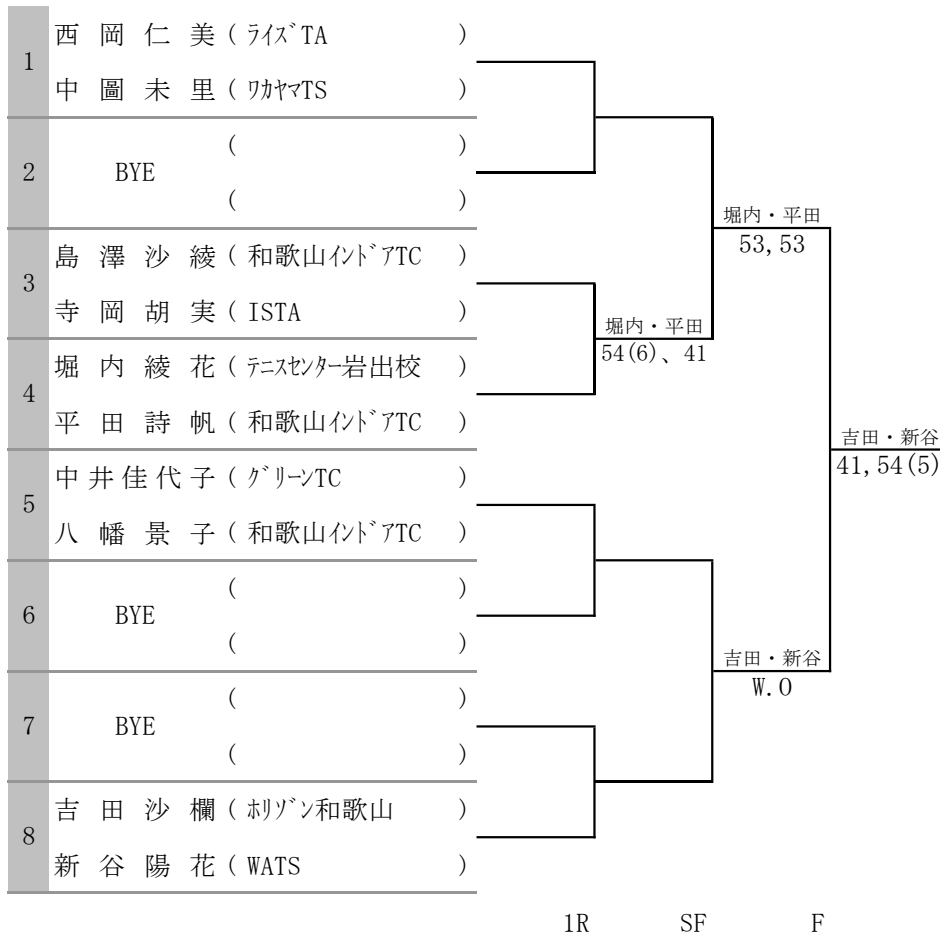 1
西岡仁美 ( ﾗｲｽﾞTA )
中圖未里 ( ﾜｶﾔﾏTS )
2
BYE
( )
( )
3
島澤沙綾 ( 和歌山ｲﾝﾄﾞｱTC )
寺岡胡実 ( ISTA )
4
堀内綾花 ( ﾃﾆｽｾﾝﾀｰ岩出校 )
平田詩帆 ( 和歌山ｲﾝﾄﾞｱTC )
5
中井佳代子 ( ｸﾞﾘｰﾝTC )
八幡景子 ( 和歌山ｲﾝﾄﾞｱTC )
6
BYE
( )
( )
7
BYE
( )
( )
8
吉田沙欄 ( ﾎﾘｿﾞﾝ和歌山 )
新谷陽花 ( WATS )
堀内・平田
54(6)、41
堀内・平田
53,53
吉田・新谷
W.O
吉田・新谷
41,54(5)
1R SF F